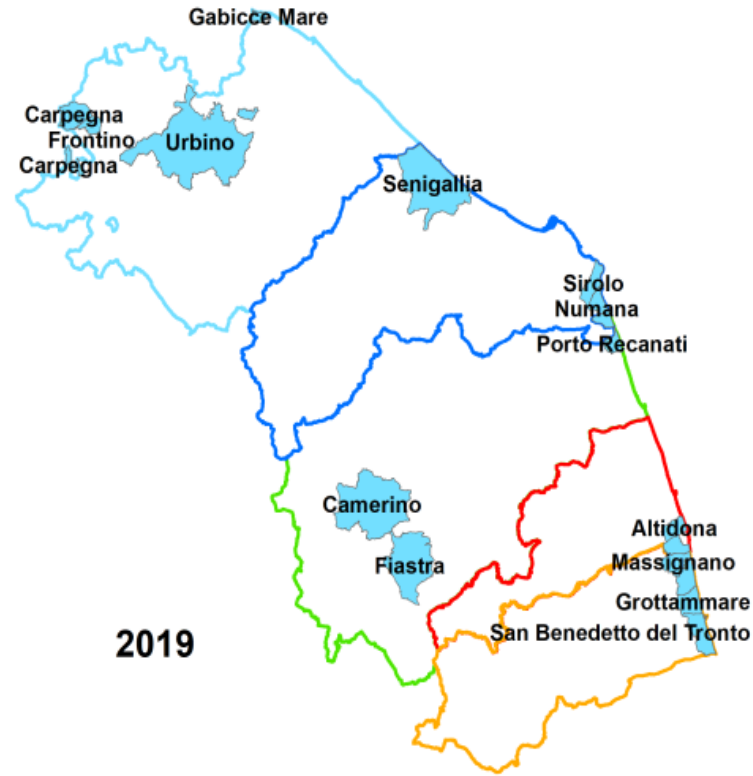 Gabicce Mare
Carpegna
Frontino
Urbino
Carpegna
Senigallia
Sirolo
Numana
Porto Recanati
Camerino
Altidona
Fiastra
Massignano
Grottammare
San Benedetto del Tronto
2019